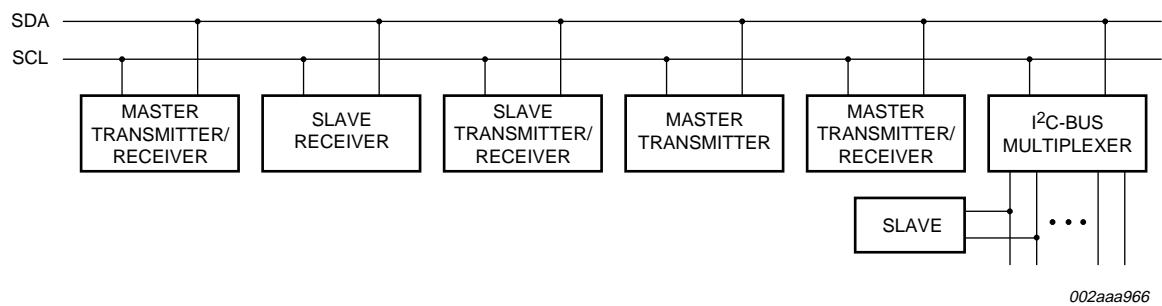 SDA
SCL
MASTER
TRANSMITTER/
RECEIVER
SLAVE
RECEIVER
SLAVE
TRANSMITTER/
RECEIVER
MASTER
TRANSMITTER
MASTER
TRANSMITTER/
RECEIVER
I²C-BUS
MULTIPLEXER
SLAVE
002aaa966